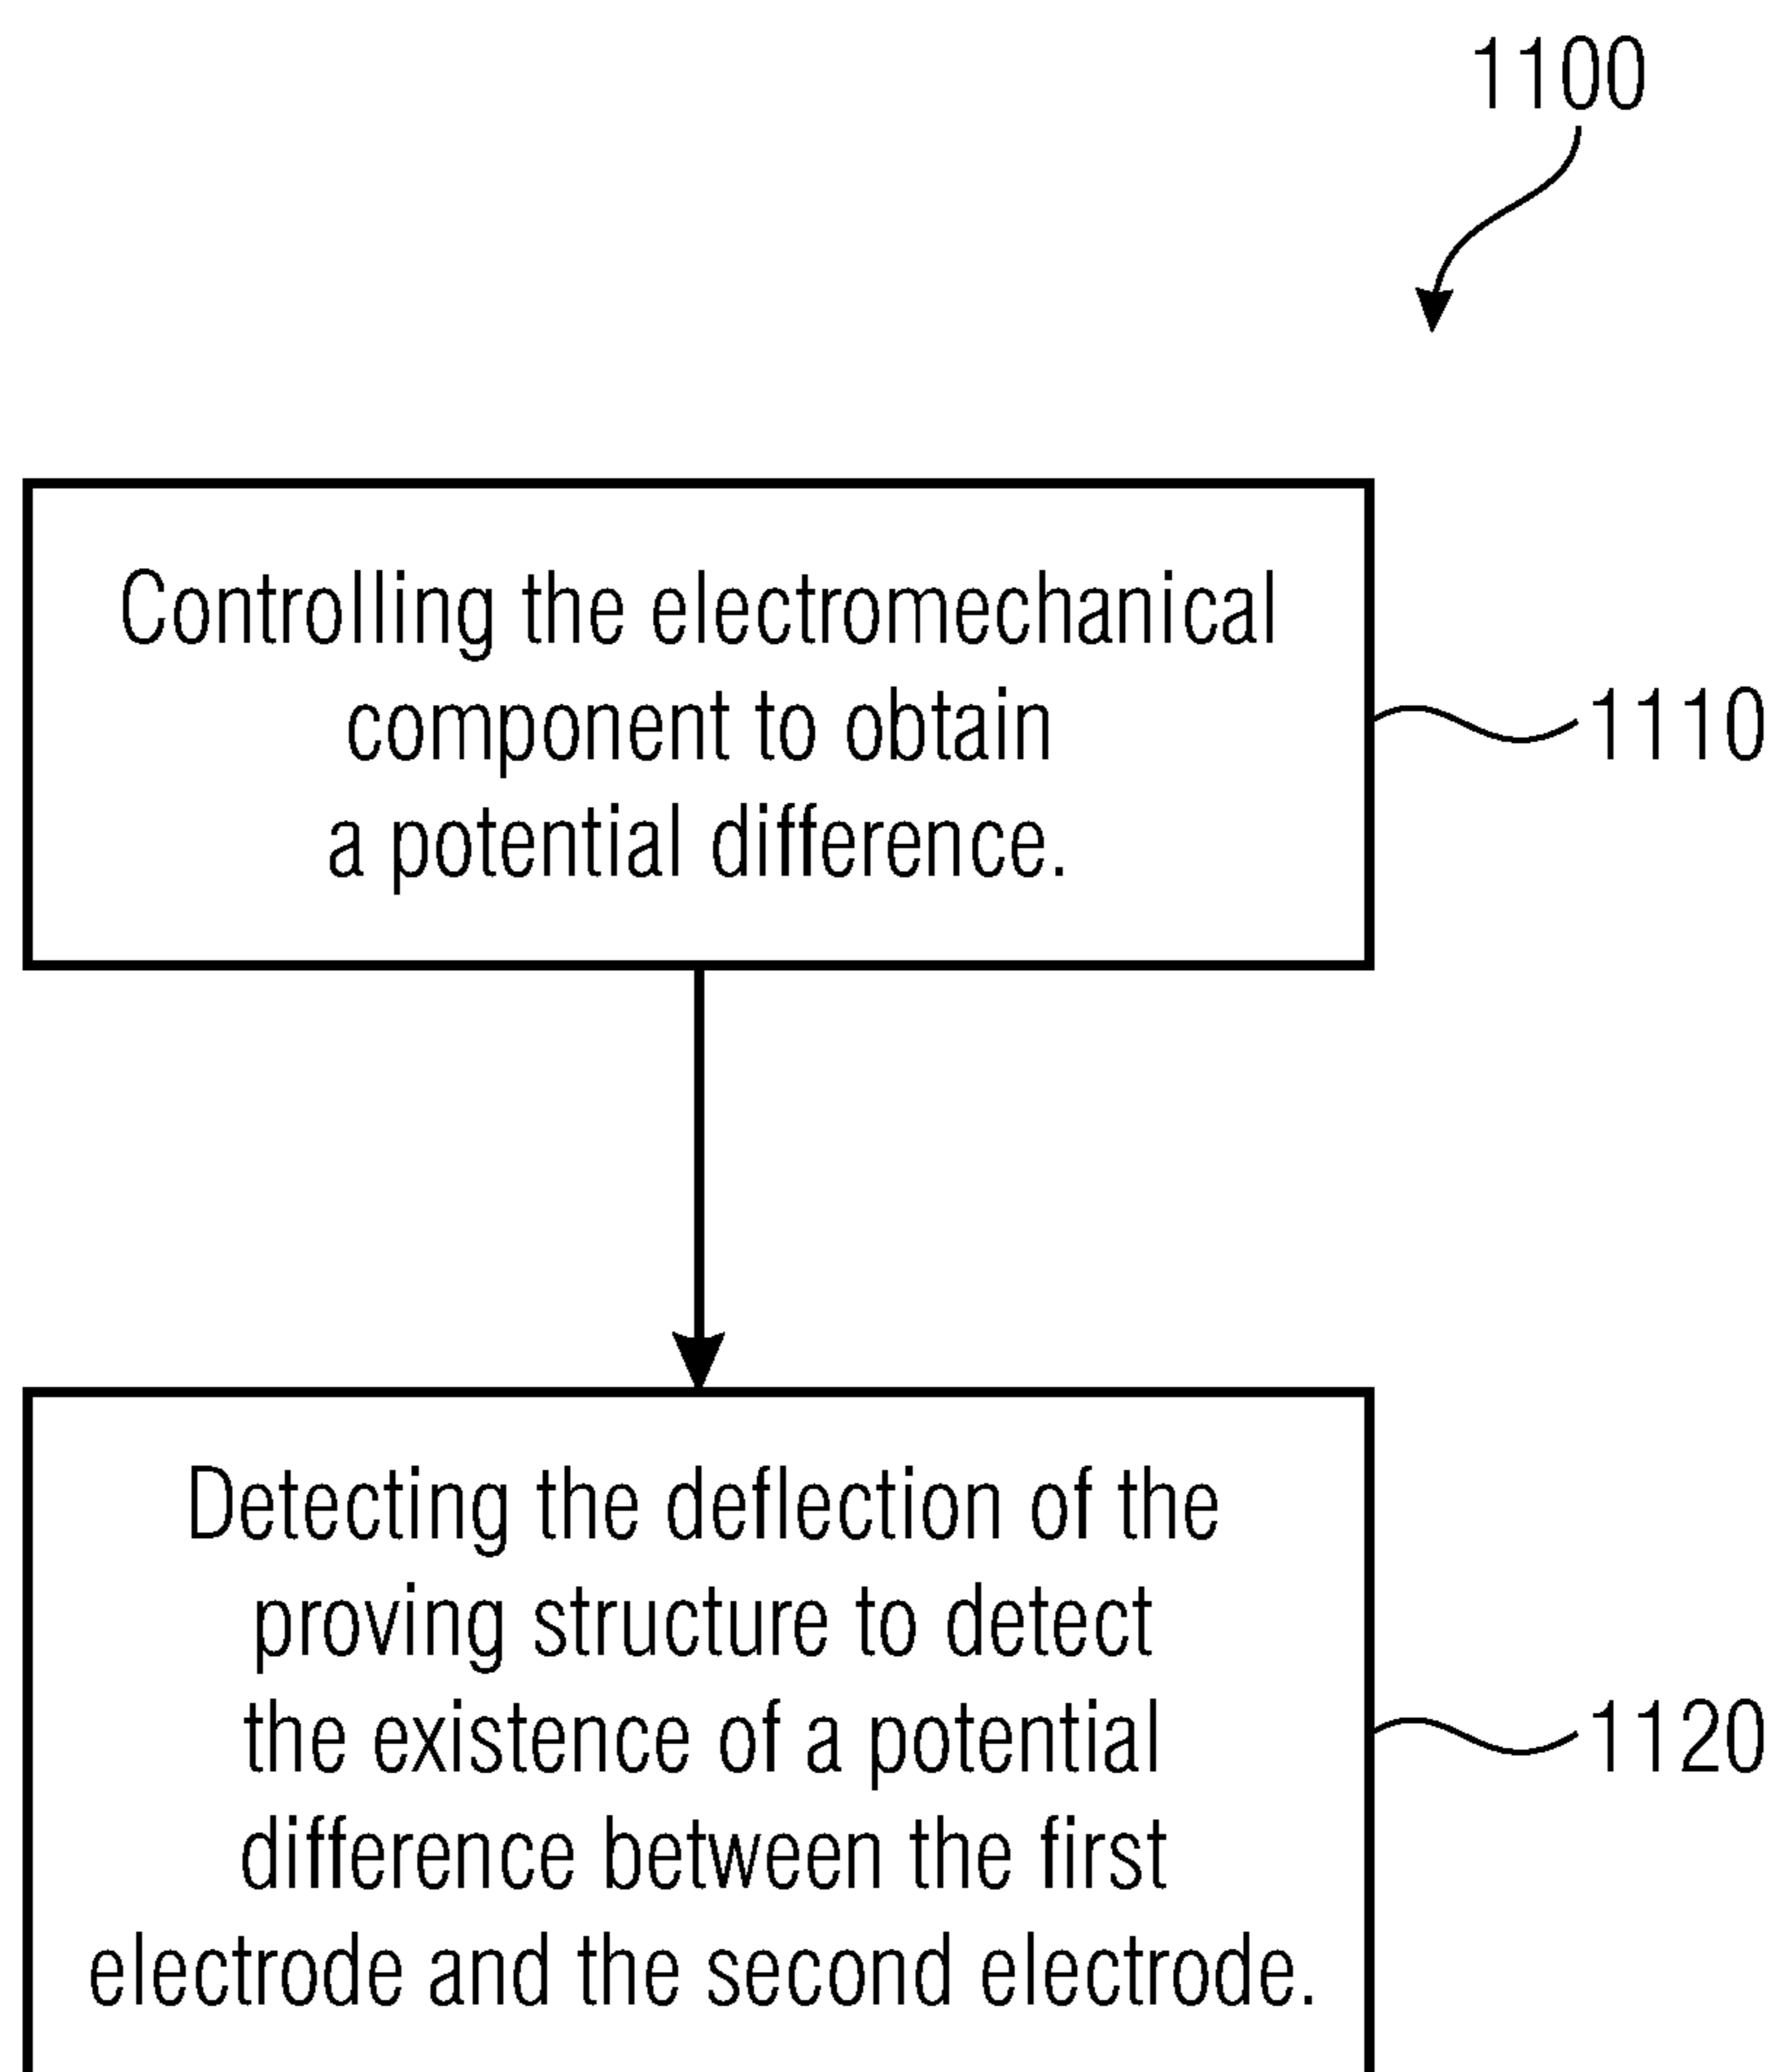 1100
Controlling the electromechanical
component to obtain
a potential difference.
1110
Detecting the deflection of the
proving structure to detect
the existence of a potential
difference between the first
electrode and the second electrode.
1120